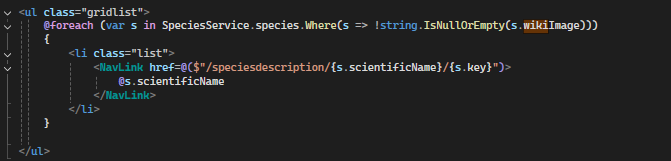 <ul class="gridlist">
@foreach (var s in SpeciesService.species.Where(s => !string.IsNullOrEmpty(s.wikiImage)))
{
<li class="list">
<NavLink href=@($"/speciesdescription/{s.scientificName}/{s.key}")>
@s.scientificName
</NavLink>
</li>
}
</ul>